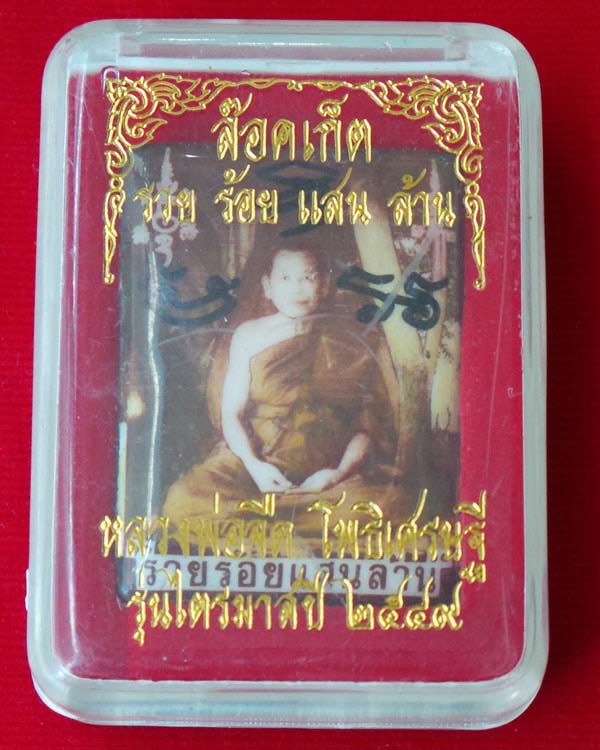 ล๊อคเก็ต
รวย ร้อย แสน ล้าน
หลวงพ่อจืด โพธิเศรษฐี
รวยร้อยแสนล้าน
รุ่นไตรมาสปี ๒๕๔๙